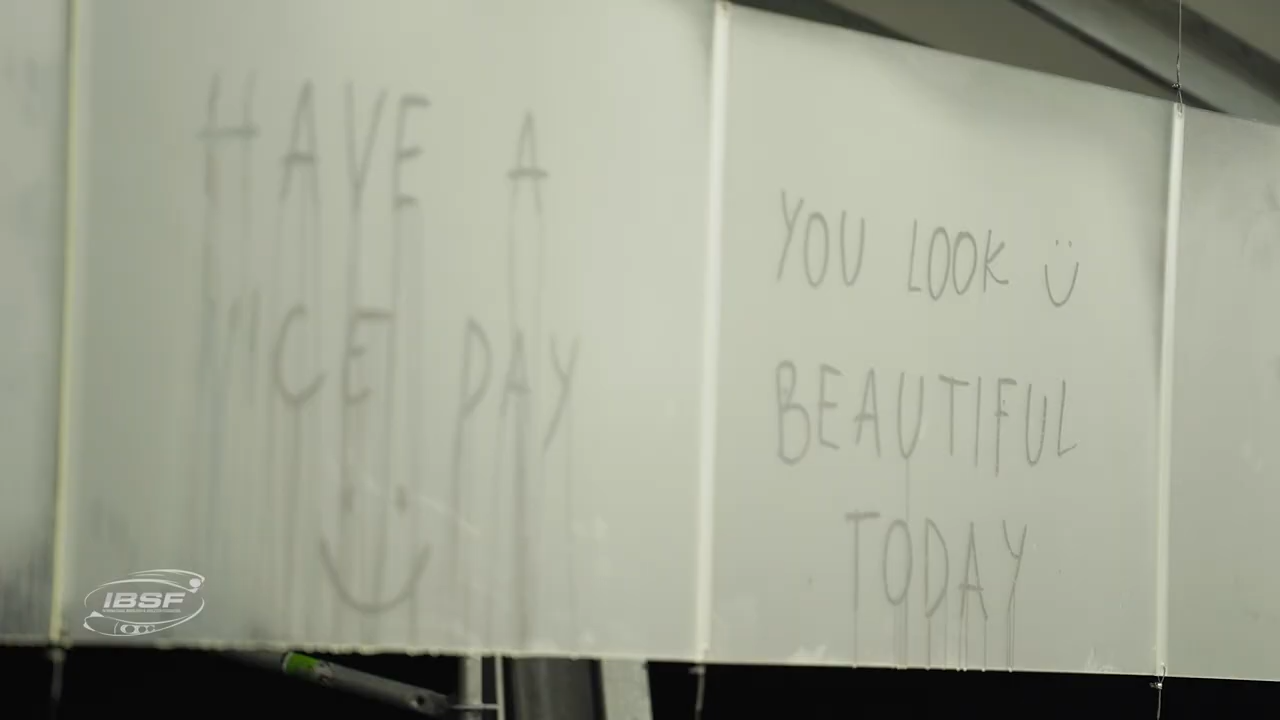 HAVE A
NICE DAY
YOU LOOK
BEAUTIFUL
TODAY
IBSF